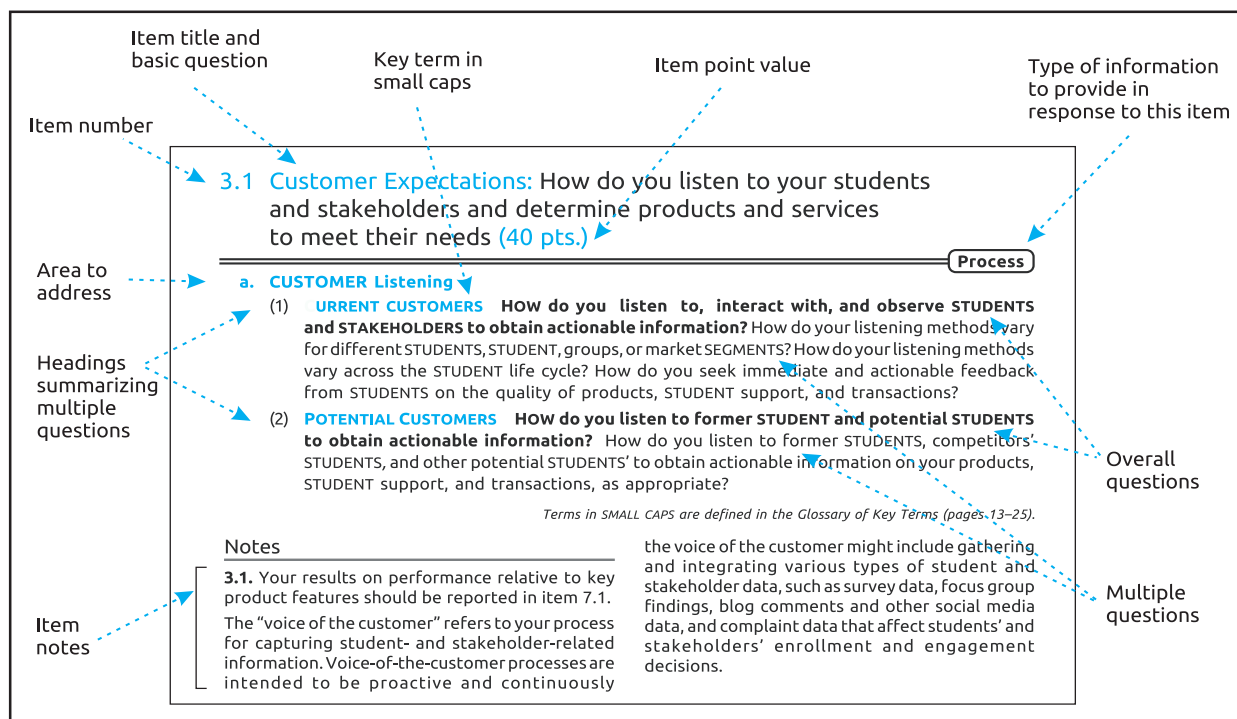 Item title and
basic question
Key term in
small caps
Item point value
Type of information
to provide in
response to this item
Item number
3.1 Customer Expectations: How do you listen to your students
and stakeholders and determine products and services
to meet their needs (40 pts.)
Process
Area to
address
a. CUSTOMER Listening
(1) URRENT CUSTOMERS HOW do you listen to, interact with, and observe STUDENTS
and STAKEHOLDERS to obtain actionable information? How do your listening methods vary
for different STUDENTS, STUDENT, groups, or market SEGMENTS? How do your listening methods
vary across the STUDENT life cycle? How do you seek immediate and actionable feedback
from STUDENTS on the quality of products, STUDENT support, and transactions?
Headings
summarizing
multiple
questions
(2) POTENTIAL CUSTOMERS HOW do you listen to former STUDENT and potential STUDENTS
to obtain actionable information? How do you listen to former STUDENTS, competitors'
STUDENTS, and other potential STUDENTS' to obtain actionable information on your products,
STUDENT support, and transactions, as appropriate?
Overall
questions
Terms in SMALL CAPS are defined in the Glossary of Key Terms (pages 13–25).
Notes
3.1. Your results on performance relative to key
product features should be reported in item 7.1.
The "voice of the customer" refers to your process
for capturing student- and stakeholder-related
information. Voice-of-the-customer processes are
intended to be proactive and continuously
the voice of the customer might include gathering
and integrating various types of student and
stakeholder data, such as survey data, focus group
findings, blog comments and other social media
data, and complaint data that affect students' and
stakeholders' enrollment and engagement
decisions.
Item
notes
Multiple
questions